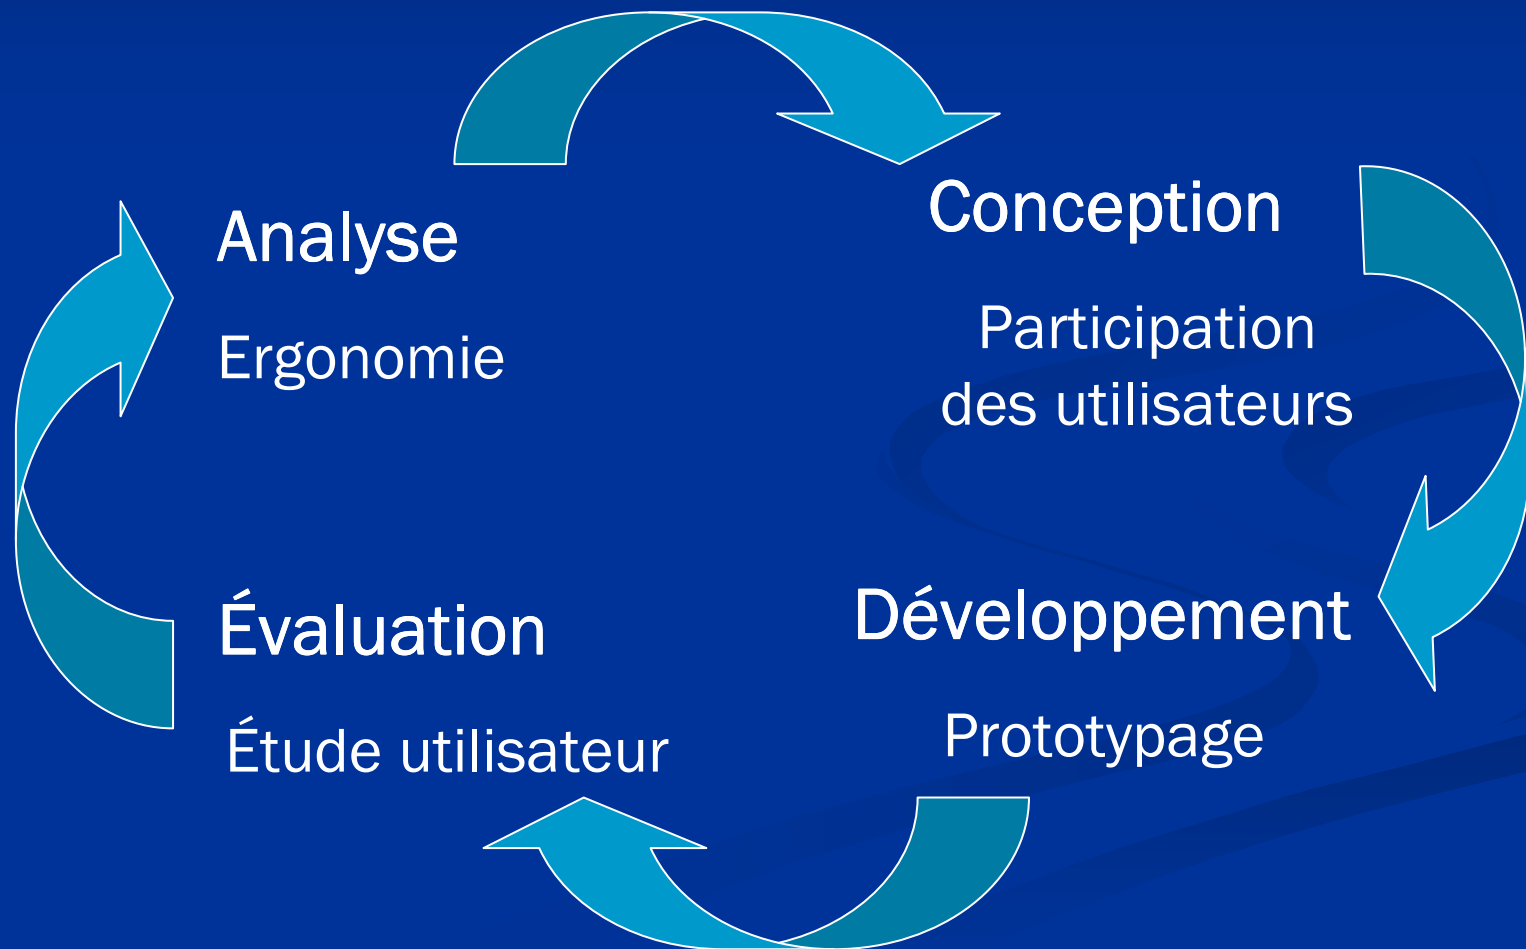 Analyse
Ergonomie
Conception
Participation
des utilisateurs
Développement
Prototypage
Évaluation
Étude utilisateur